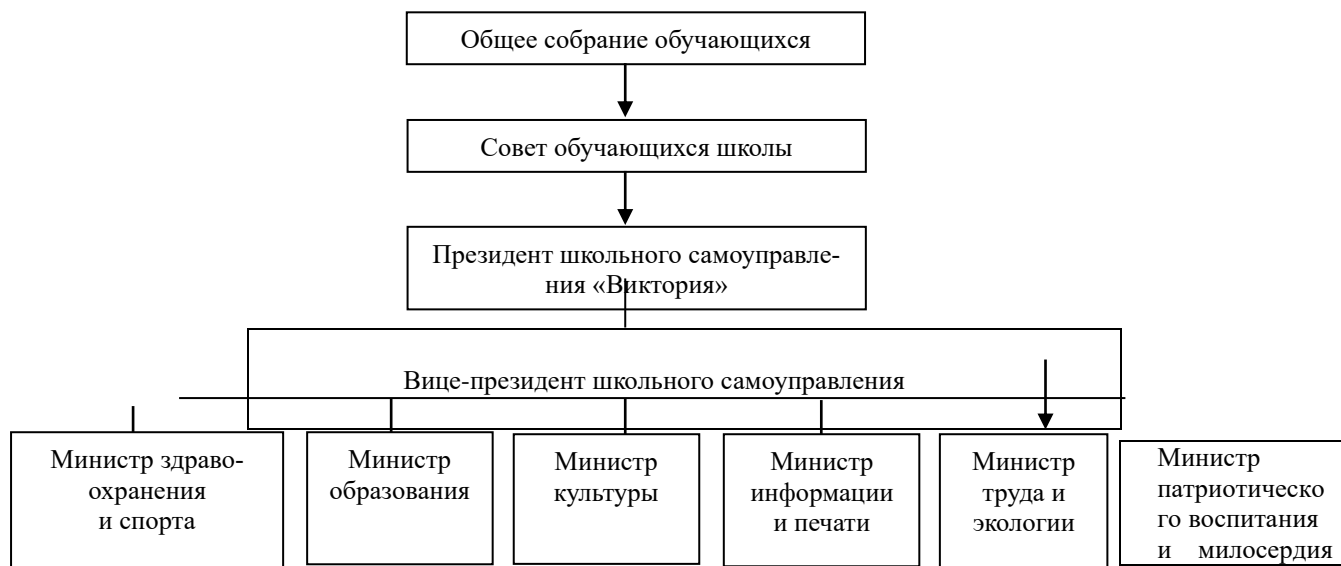 Общее собрание обучающихся
Совет обучающихся школы
Президент школьного самоуправле-
ния «Виктория»
Вице-президент школьного самоуправления
Министр здраво-
охранения
и спорта
Министр
образования
Министр
культуры
Министр
информации
и печати
Министр
труда и
экологии
Министр
патриотическо
го воспитания
и милосердия